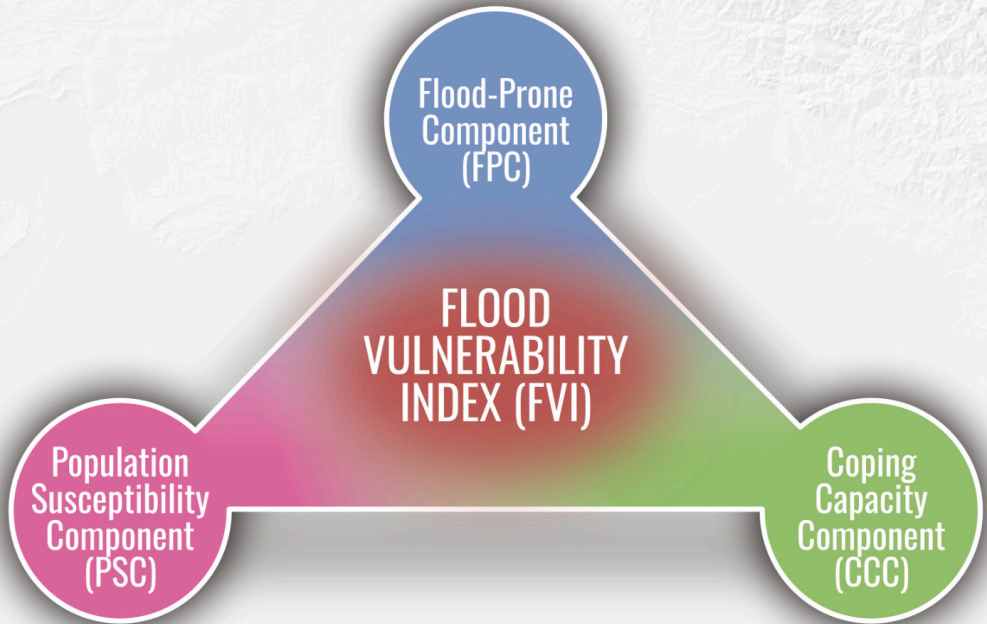 Flood-Prone
Component
(FPC)
FLOOD
VULNERABILITY
INDEX (FVI)
Population
Susceptibility
Component
(PSC)
Coping
Capacity
Component
(CCC)